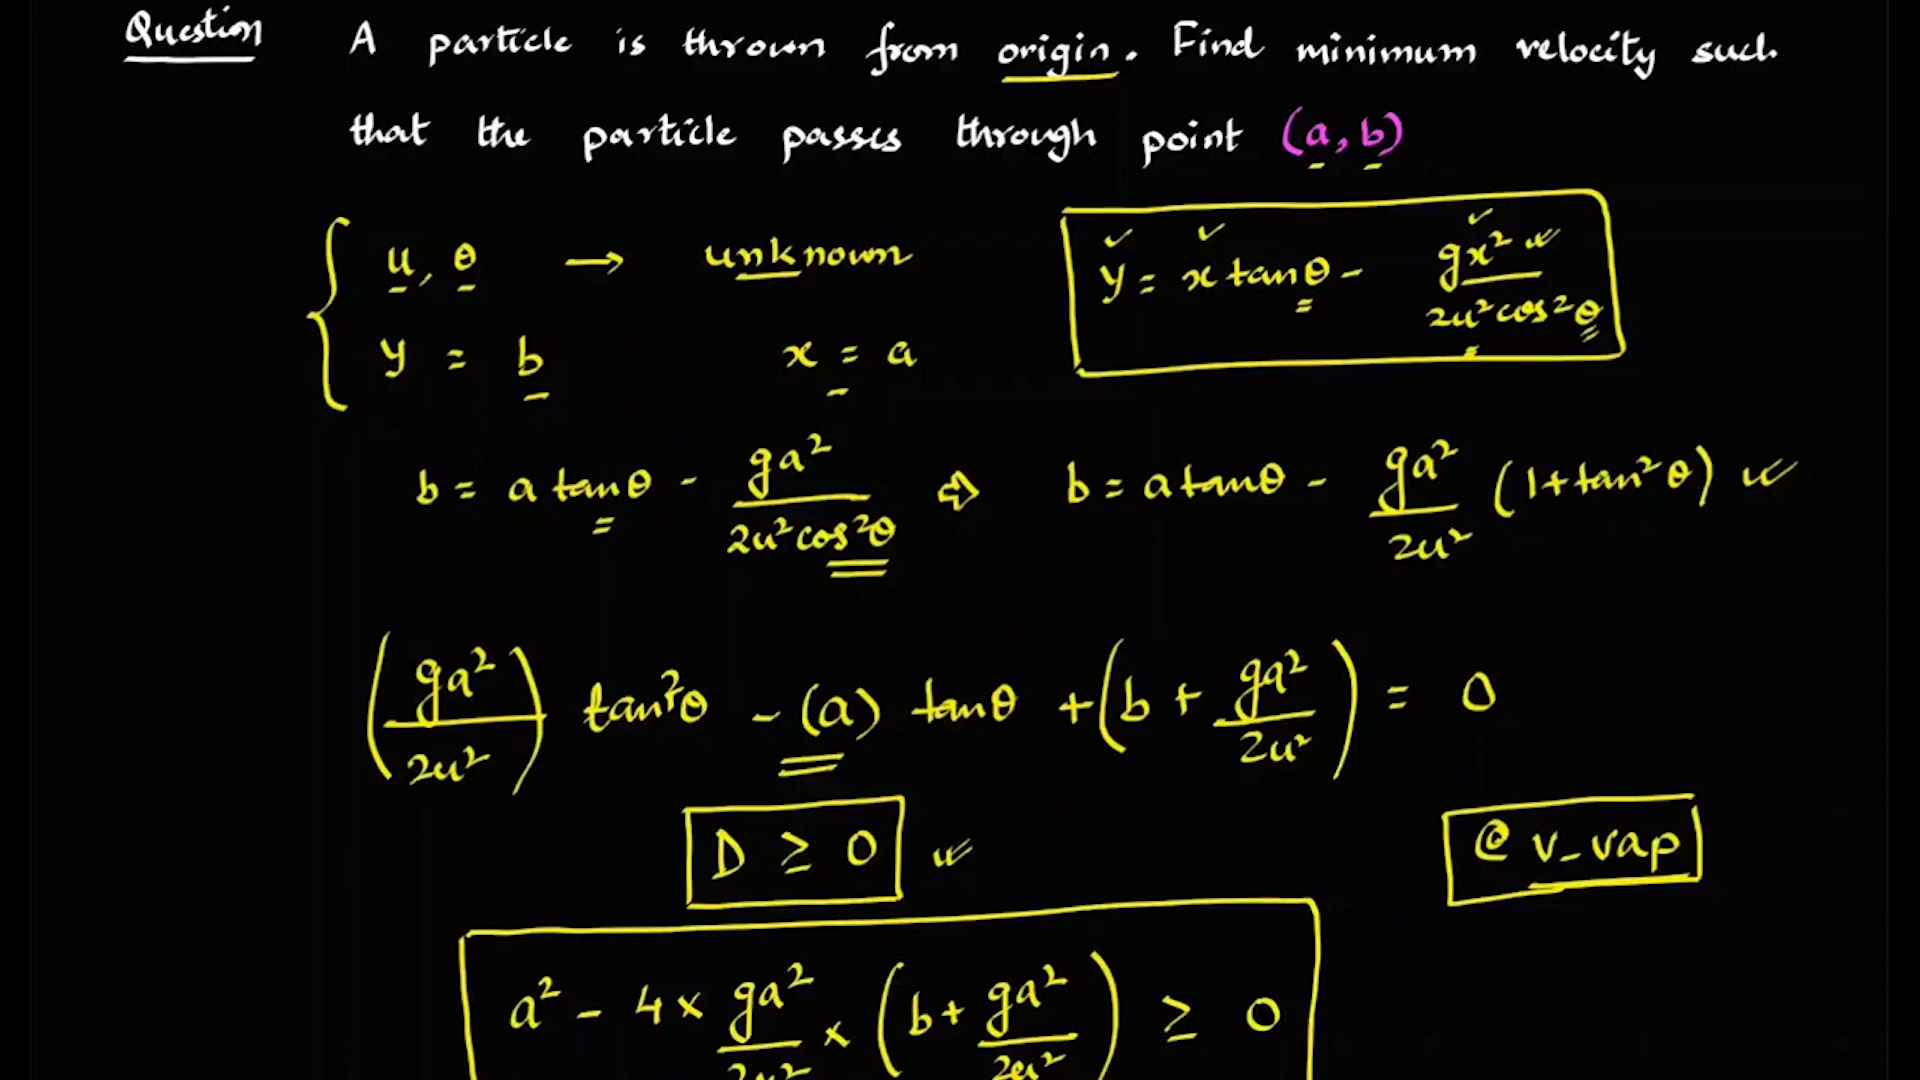 Question A particle is thrown from origin. Find minimum velocity such
that the particle passes through point (a, b)
u, θ → unknown
y = x tanθ - gx²/2u²cos²θ
y = b x = a
b = a tanθ - ga²/2u²cos²θ ⇨ b = a tanθ - ga²/2u² (1+tan²θ)
(ga²/2u²) tan²θ - (a) tanθ + (b + ga²/2u²) = 0
D ≥ 0
@ v_vap
a² - 4 × ga²/2u² × (b + ga²/2u²) ≥ 0